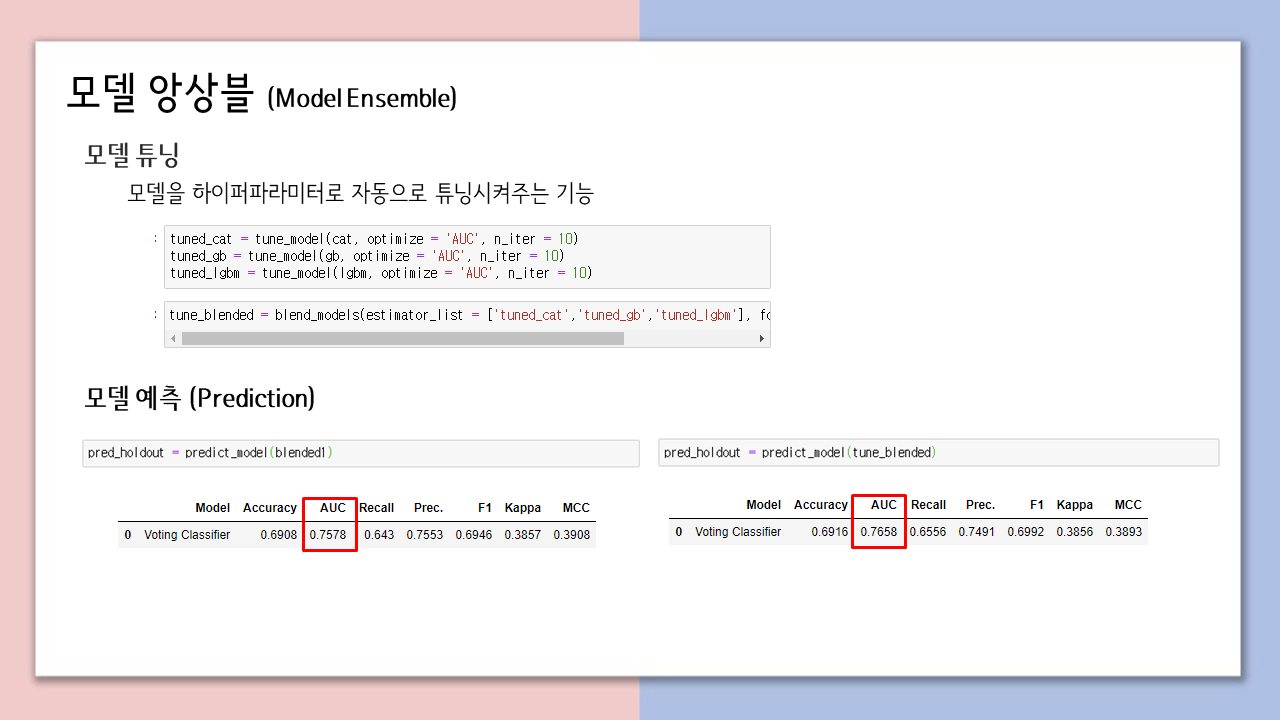 모델 앙상블 (Model Ensemble)
모델 튜닝
모델을 하이퍼파라미터로 자동으로 튜닝시켜주는 기능
: tuned_cat = tune_model(cat, optimize = 'AUC', n_iter = 10)
tuned_gb = tune_model(gb, optimize = 'AUC', n_iter = 10)
tuned_lgbm = tune_model(lgbm, optimize = 'AUC', n_iter = 10)
: tune_blended = blend_models(estimator_list = ['tuned_cat','tuned_gb','tuned_lgbm'], fo
모델 예측 (Prediction)
pred_holdout = predict_model(blended1)
Model Accuracy AUC Recall Prec. F1 Kappa MCC
0 Voting Classifier 0.6908 0.7578 0.643 0.7553 0.6946 0.3857 0.3908
pred_holdout = predict_model(tune_blended)
Model Accuracy AUC Recall Prec. F1 Kappa MCC
0 Voting Classifier 0.6916 0.7658 0.6556 0.7491 0.6992 0.3856 0.3893